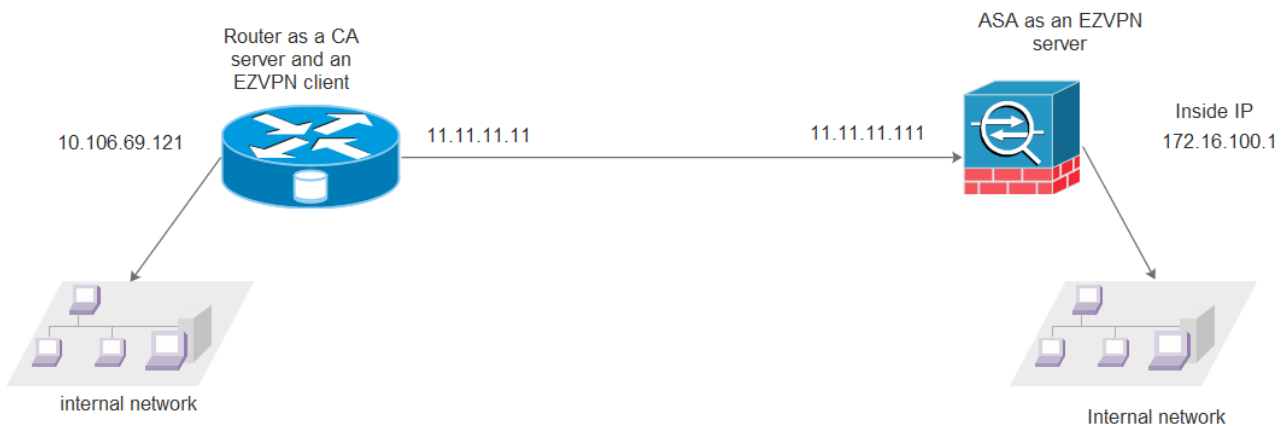 Router as a CA
server and an
EZVPN client
ASA as an EZVPN
server
10.106.69.121
11.11.11.11
11.11.11.111
Inside IP
172.16.100.1
internal network
Internal network